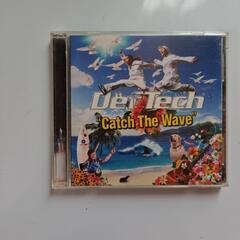 Def Tech
"Catch The Wave"